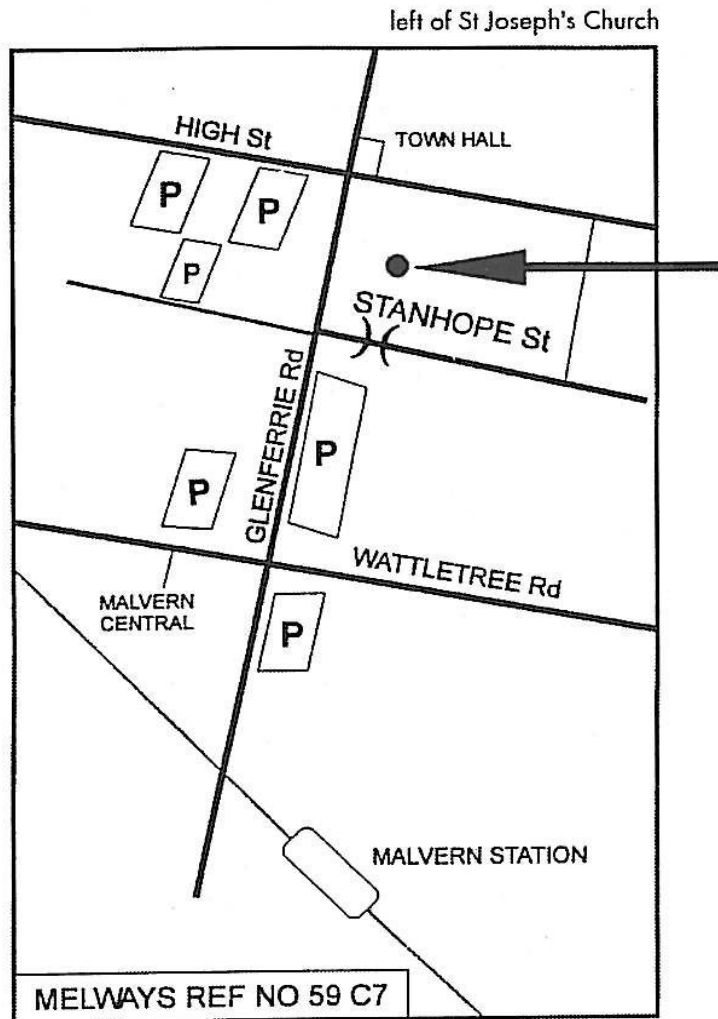 left of St Joseph's Church
HIGH St
TOWN HALL
P
P
P
STANHOPE St
GLENFERRIE Rd
P
P
WATTLETREE Rd
MALVERN
CENTRAL
P
MALVERN STATION
MELWAYS REF NO 59 C7